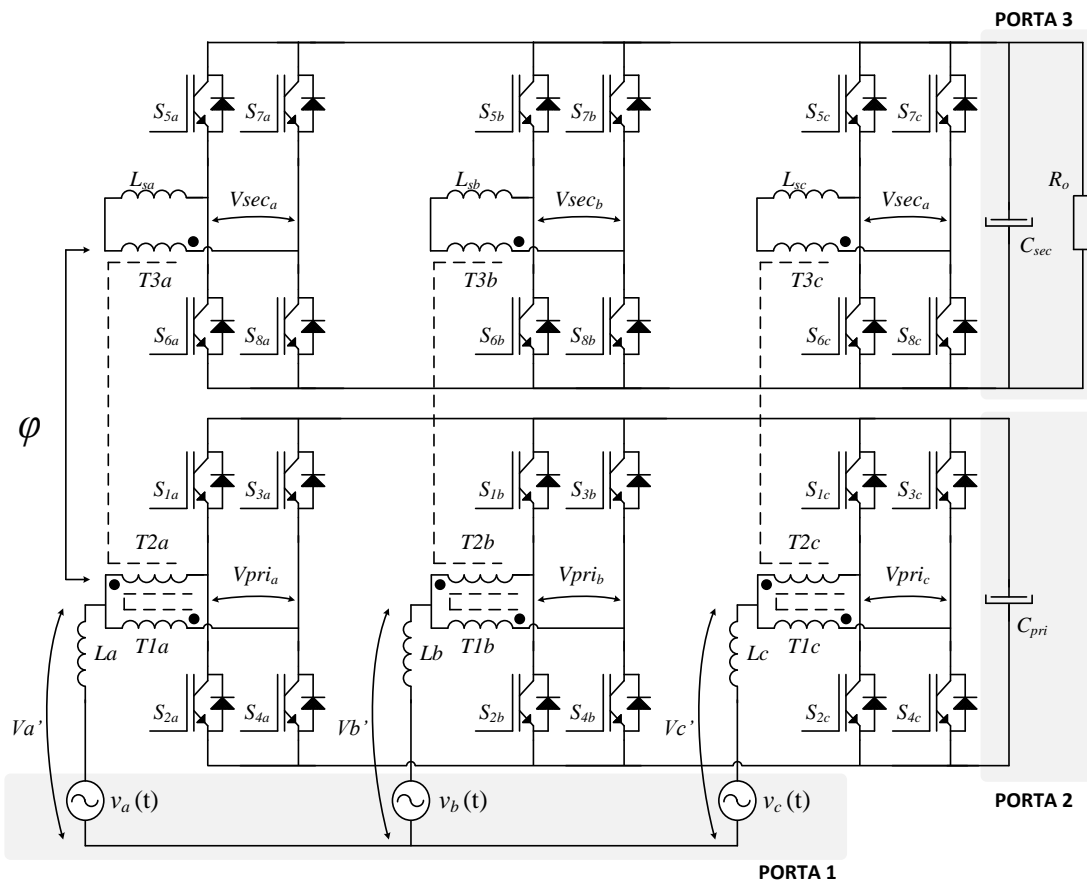 PORTA 3
S5a S7a S5b S7b S5c S7c
Lsa Lsb Lsc
Vseca Vsecb Vseca
Ro
Csec
T3a T3b T3c
S6a S8a S6b S8b S6c S8c
φ
S1a S3a S1b S3b S1c S3c
T2a T2b T2c
Vpria Vprib Vpric
Cpri
T1a T1b T1c
La Lb Lc
S2a S4a S2b S4b S2c S4c
Va’ Vb’ Vc’
va (t) vb (t) vc (t)
PORTA 2
PORTA 1